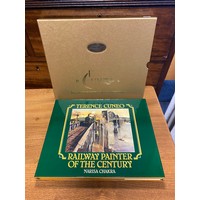 TERENCE CUNEO
RAILWAY PAINTER
OF THE CENTURY
NARISA CHAKRA